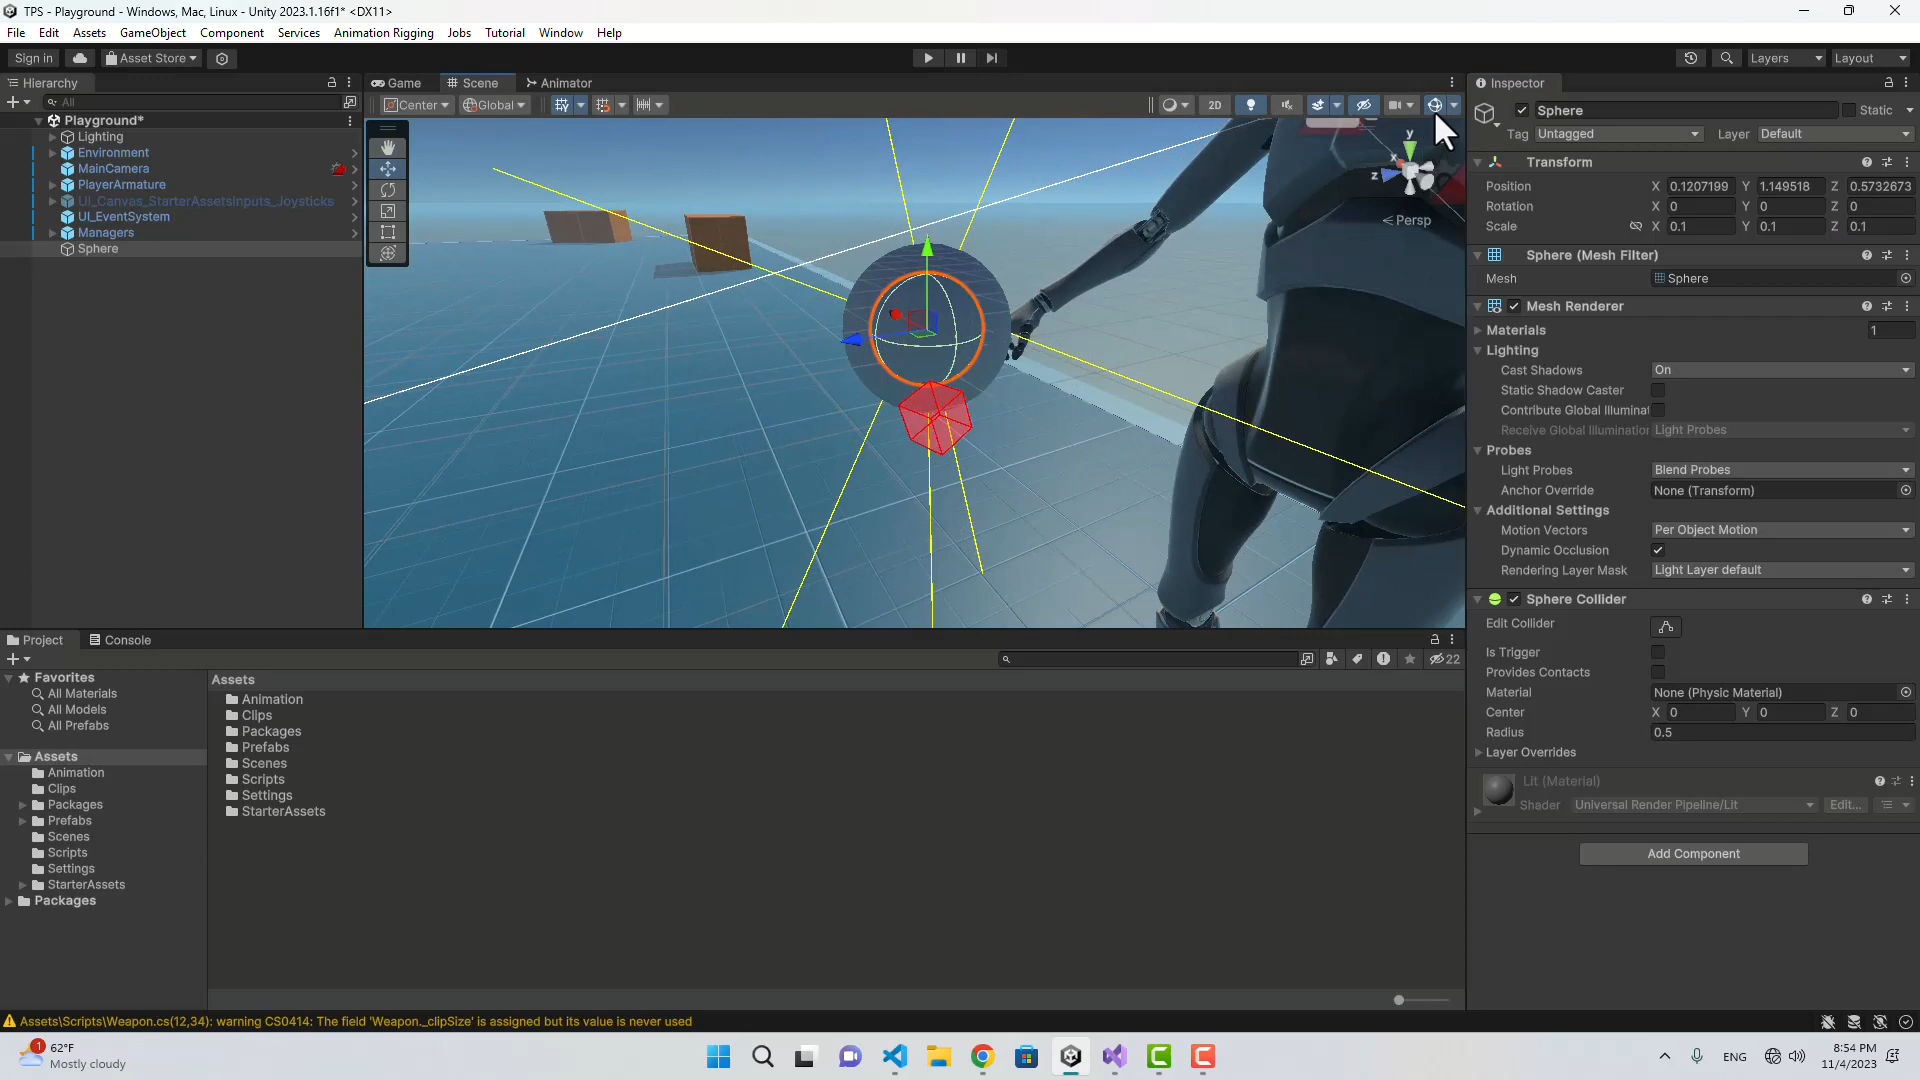 TPS - Playground - Windows, Mac, Linux - Unity 2023.1.16f1* <DX11>
File Edit Assets GameObject Component Services Animation Rigging Jobs Tutorial Window Help
Sign in Asset Store Layers Layout
Hierarchy
All
Playground*
Lighting
Environment
MainCamera
PlayerArmature
UI_Canvas_StarterAssetsInputs_Joysticks
UI_EventSystem
Managers
Sphere
Game Scene Animator
Center Global 2D
y
x
z
< Persp
Inspector
Sphere Static
Tag Untagged Layer Default
Transform
Position X 0.1207199 Y 1.149518 Z 0.5732673
Rotation X 0 Y 0 Z 0
Scale X 0.1 Y 0.1 Z 0.1
Sphere (Mesh Filter)
Mesh Sphere
Mesh Renderer
Materials 1
Lighting
Cast Shadows On
Static Shadow Caster
Contribute Global Illuminat
Receive Global Illumination Light Probes
Probes
Light Probes Blend Probes
Anchor Override None (Transform)
Additional Settings
Motion Vectors Per Object Motion
Dynamic Occlusion
Rendering Layer Mask Light Layer default
Sphere Collider
Edit Collider
Is Trigger
Provides Contacts
Material None (Physic Material)
Center X 0 Y 0 Z 0
Radius 0.5
Layer Overrides
Lit (Material)
Shader Universal Render Pipeline/Lit Edit...
Add Component
Project Console
22
Favorites
All Materials
All Models
All Prefabs
Assets
Animation
Clips
Packages
Prefabs
Scenes
Scripts
Settings
StarterAssets
Packages
Assets
Animation
Clips
Packages
Prefabs
Scenes
Scripts
Settings
StarterAssets
Assets\Scripts\Weapon.cs(12,34): warning CS0414: The field 'Weapon._clipSize' is assigned but its value is never used
1
62°F
Mostly cloudy
ENG
8:54 PM
11/4/2023